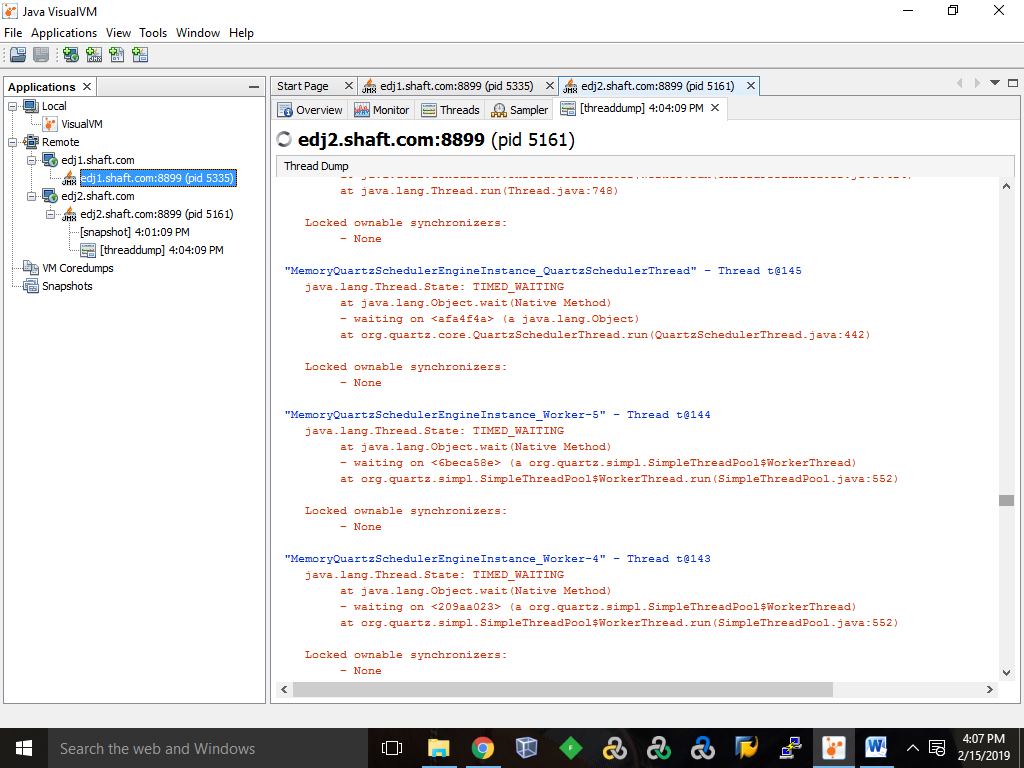 Java VisualVM
File Applications View Tools Window Help
Applications
Local
VisualVM
Remote
edj1.shaft.com
JMX edj1.shaft.com:8899 (pid 5335)
edj2.shaft.com
JMX edj2.shaft.com:8899 (pid 5161)
[snapshot] 4:01:09 PM
[threaddump] 4:04:09 PM
VM Coredumps
Snapshots
Start Page JMX edj1.shaft.com:8899 (pid 5335) JMX edj2.shaft.com:8899 (pid 5161)
Overview Monitor Threads Sampler [threaddump] 4:04:09 PM
edj2.shaft.com:8899 (pid 5161)
Thread Dump
at java.lang.Thread.run(Thread.java:748)
Locked ownable synchronizers:
- None
"MemoryQuartzSchedulerEngineInstance_QuartzSchedulerThread" - Thread t@145
java.lang.Thread.State: TIMED_WAITING
at java.lang.Object.wait(Native Method)
- waiting on <afa4f4a> (a java.lang.Object)
at org.quartz.core.QuartzSchedulerThread.run(QuartzSchedulerThread.java:442)
Locked ownable synchronizers:
- None
"MemoryQuartzSchedulerEngineInstance_Worker-5" - Thread t@144
java.lang.Thread.State: TIMED_WAITING
at java.lang.Object.wait(Native Method)
- waiting on <6beca58e> (a org.quartz.simpl.SimpleThreadPool$WorkerThread)
at org.quartz.simpl.SimpleThreadPool$WorkerThread.run(SimpleThreadPool.java:552)
Locked ownable synchronizers:
- None
"MemoryQuartzSchedulerEngineInstance_Worker-4" - Thread t@143
java.lang.Thread.State: TIMED_WAITING
at java.lang.Object.wait(Native Method)
- waiting on <209aa023> (a org.quartz.simpl.SimpleThreadPool$WorkerThread)
at org.quartz.simpl.SimpleThreadPool$WorkerThread.run(SimpleThreadPool.java:552)
Locked ownable synchronizers:
- None
Search the web and Windows
4:07 PM
2/15/2019